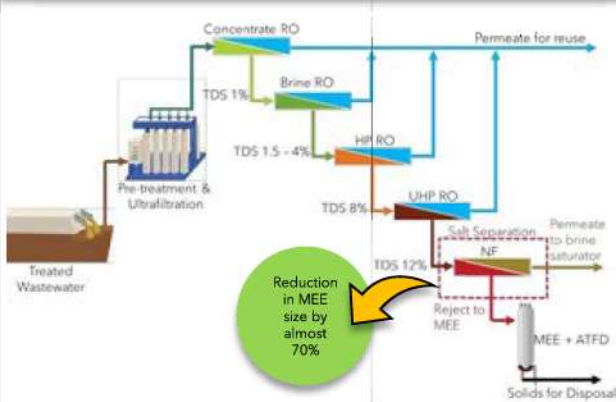 Concentrate RO
Permeate for reuse
TDS 1%
Brine RO
TDS 1.5 - 4%
HP RO
Pre-treatment &
Ultrafiltration
TDS 8%
UHP RO
Treated
Wastewater
Salt Separation
NF
Permeate
to brine
saturator
TDS 12%
Reduction
in MEE
size by
almost
70%
Reject to
MEE
MEE + ATFD
Solids for Disposal